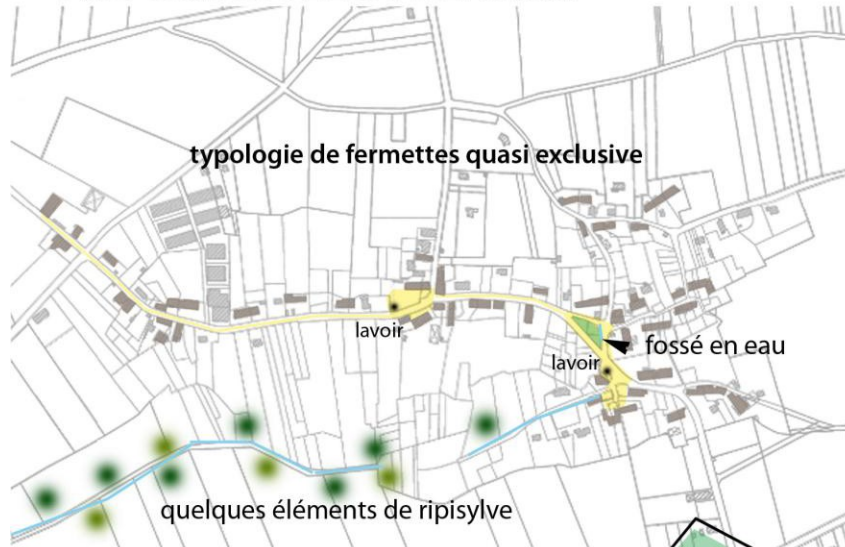 typologie de fermettes quasi exclusive
lavoir
fossé en eau
lavoir
quelques éléments de ripisylve